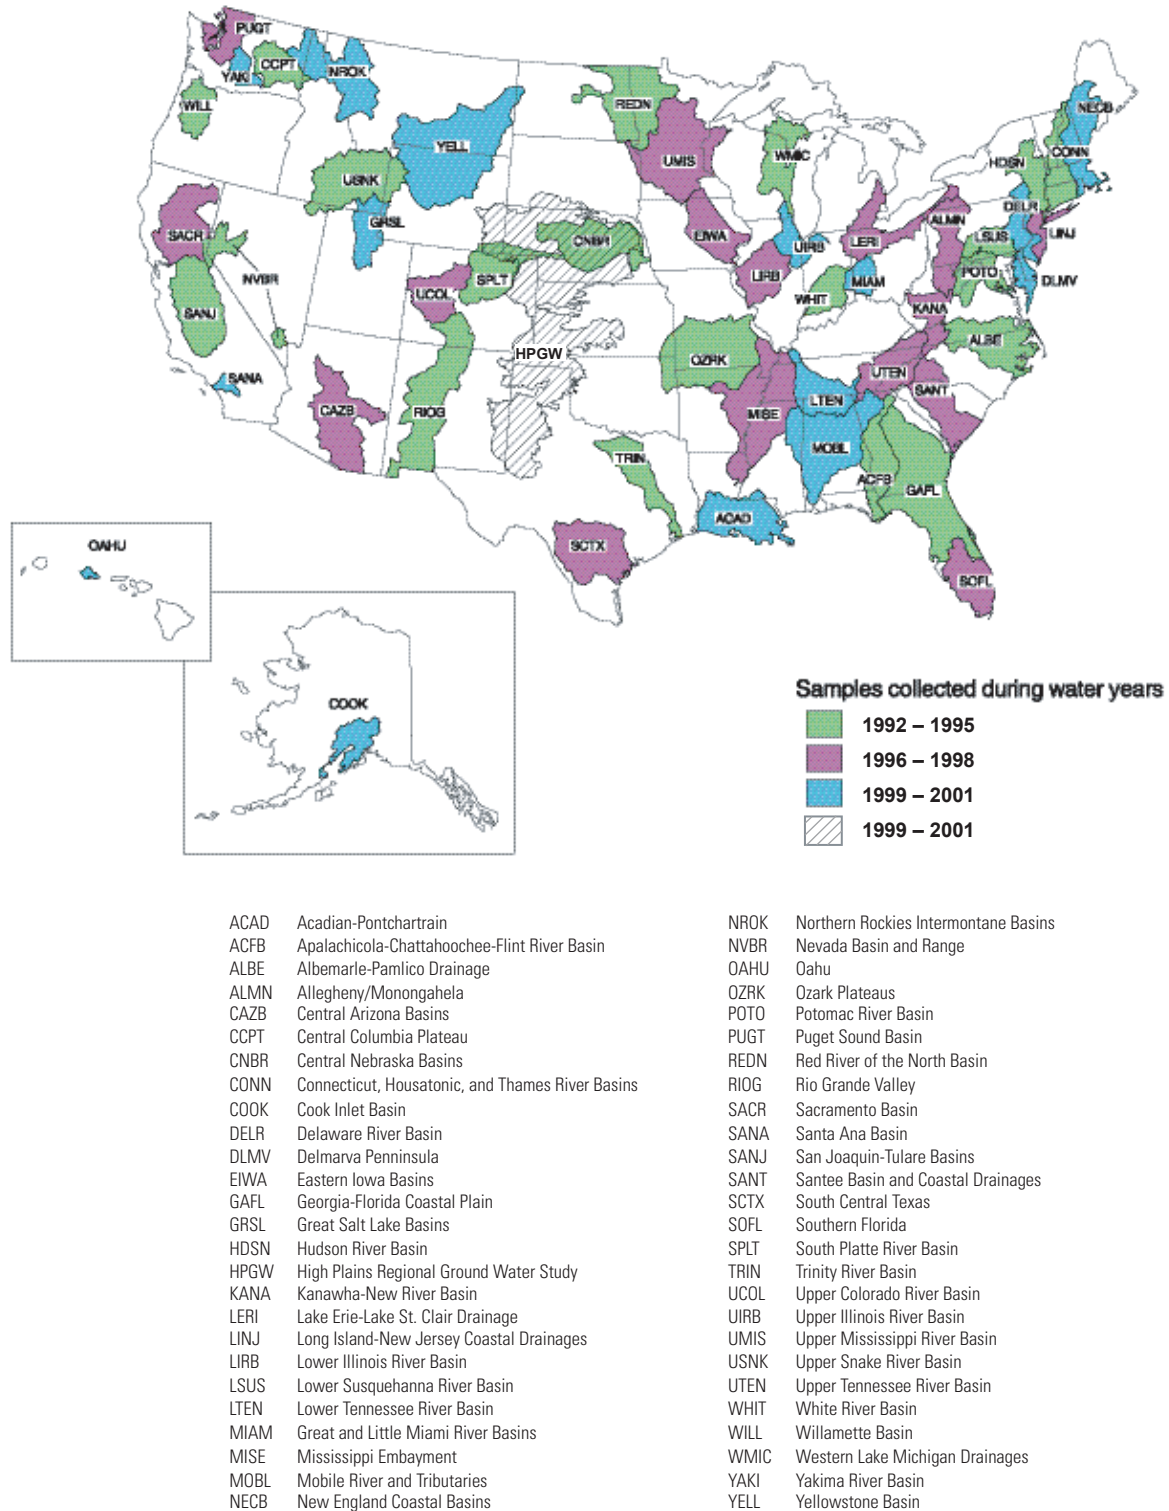 PUGT
YAKI
CCPT
NROK
WILL
REDN
NECB
YELL
UMIS
WMIC
HDSN
CONN
USNK
GRSL
DELR
ALMN
SACR
CNBR
EIWA
UIRB
LERI
LSUS
LINJ
NVBR
UCOL
SPLT
LIRB
WHIT
MIAM
POTO
DLMV
SANJ
KANA
HPGW
ALBE
OZRK
UTEN
SANA
SANT
CAZB
RIOG
MISE
LTEN
MOBL
TRIN
ACFB
GAFL
ACAD
SCTX
SOFL
OAHU
COOK
Samples collected during water years
1992 – 1995
1996 – 1998
1999 – 2001
1999 – 2001
ACAD Acadian-Pontchartrain
ACFB Apalachicola-Chattahoochee-Flint River Basin
ALBE Albemarle-Pamlico Drainage
ALMN Allegheny/Monongahela
CAZB Central Arizona Basins
CCPT Central Columbia Plateau
CNBR Central Nebraska Basins
CONN Connecticut, Housatonic, and Thames River Basins
COOK Cook Inlet Basin
DELR Delaware River Basin
DLMV Delmarva Penninsula
EIWA Eastern Iowa Basins
GAFL Georgia-Florida Coastal Plain
GRSL Great Salt Lake Basins
HDSN Hudson River Basin
HPGW High Plains Regional Ground Water Study
KANA Kanawha-New River Basin
LERI Lake Erie-Lake St. Clair Drainage
LINJ Long Island-New Jersey Coastal Drainages
LIRB Lower Illinois River Basin
LSUS Lower Susquehanna River Basin
LTEN Lower Tennessee River Basin
MIAM Great and Little Miami River Basins
MISE Mississippi Embayment
MOBL Mobile River and Tributaries
NECB New England Coastal Basins
NROK Northern Rockies Intermontane Basins
NVBR Nevada Basin and Range
OAHU Oahu
OZRK Ozark Plateaus
POTO Potomac River Basin
PUGT Puget Sound Basin
REDN Red River of the North Basin
RIOG Rio Grande Valley
SACR Sacramento Basin
SANA Santa Ana Basin
SANJ San Joaquin-Tulare Basins
SANT Santee Basin and Coastal Drainages
SCTX South Central Texas
SOFL Southern Florida
SPLT South Platte River Basin
TRIN Trinity River Basin
UCOL Upper Colorado River Basin
UIRB Upper Illinois River Basin
UMIS Upper Mississippi River Basin
USNK Upper Snake River Basin
UTEN Upper Tennessee River Basin
WHIT White River Basin
WILL Willamette Basin
WMIC Western Lake Michigan Drainages
YAKI Yakima River Basin
YELL Yellowstone Basin